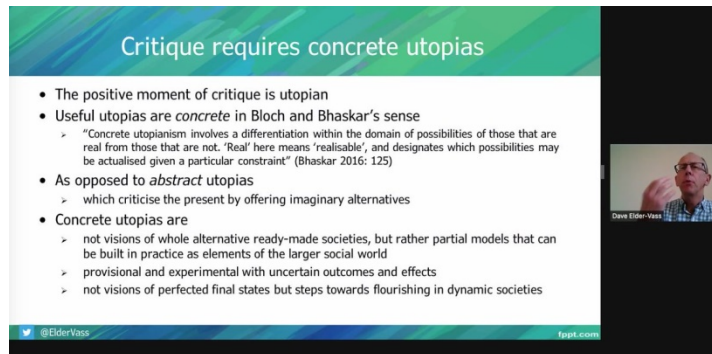 Critique requires concrete utopias
• The positive moment of critique is utopian
• Useful utopias are concrete in Bloch and Bhaskar's sense
➢ "Concrete utopianism involves a differentiation within the domain of possibilities of those that are
real from those that are not. 'Real' here means 'realisable', and designates which possibilities may
be actualised given a particular constraint" (Bhaskar 2016: 125)
• As opposed to abstract utopias
➢ which criticise the present by offering imaginary alternatives
• Concrete utopias are
➢ not visions of whole alternative ready-made societies, but rather partial models that can
be built in practice as elements of the larger social world
➢ provisional and experimental with uncertain outcomes and effects
➢ not visions of perfected final states but steps towards flourishing in dynamic societies
@ElderVass
fppt.com
Dave Elder-Vass